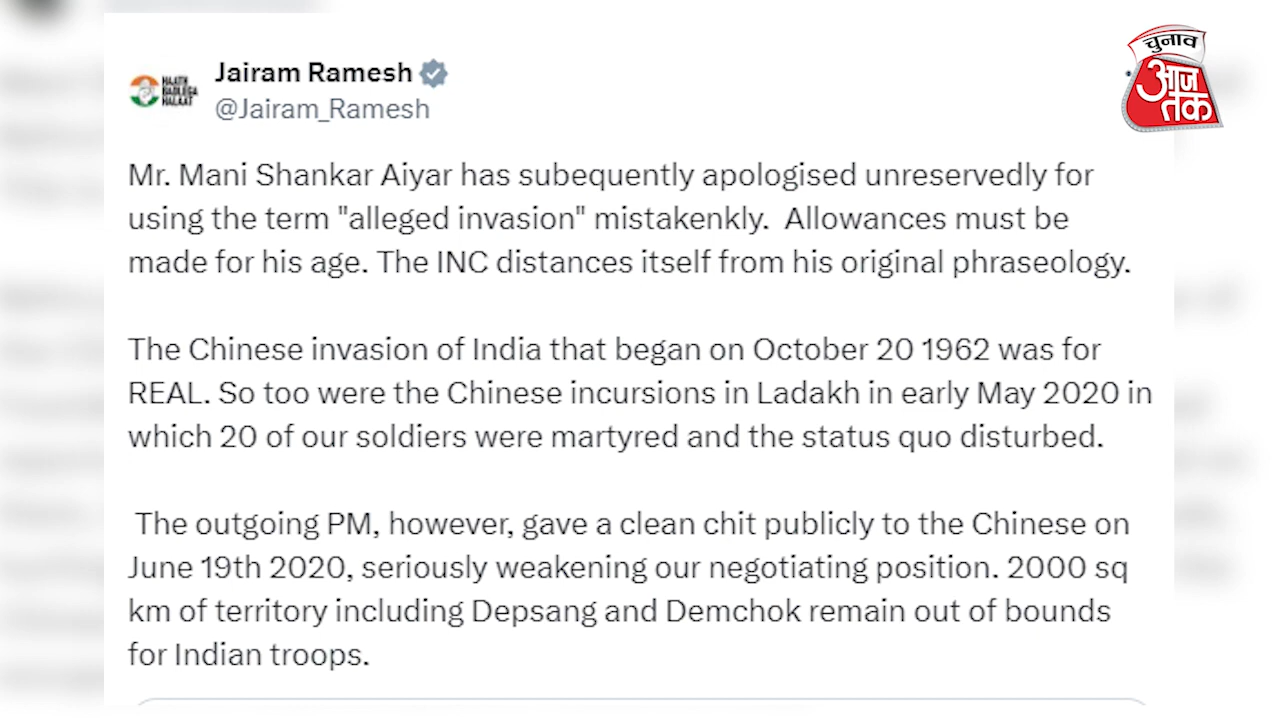 HAATH
BADLEGA
HALAAT
Jairam Ramesh
@Jairam_Ramesh
चुनाव
आज
तक
Mr. Mani Shankar Aiyar has subequently apologised unreservedly for
using the term "alleged invasion" mistakenkly.  Allowances must be
made for his age. The INC distances itself from his original phraseology.
The Chinese invasion of India that began on October 20 1962 was for
REAL. So too were the Chinese incursions in Ladakh in early May 2020 in
which 20 of our soldiers were martyred and the status quo disturbed.
The outgoing PM, however, gave a clean chit publicly to the Chinese on
June 19th 2020, seriously weakening our negotiating position. 2000 sq
km of territory including Depsang and Demchok remain out of bounds
for Indian troops.